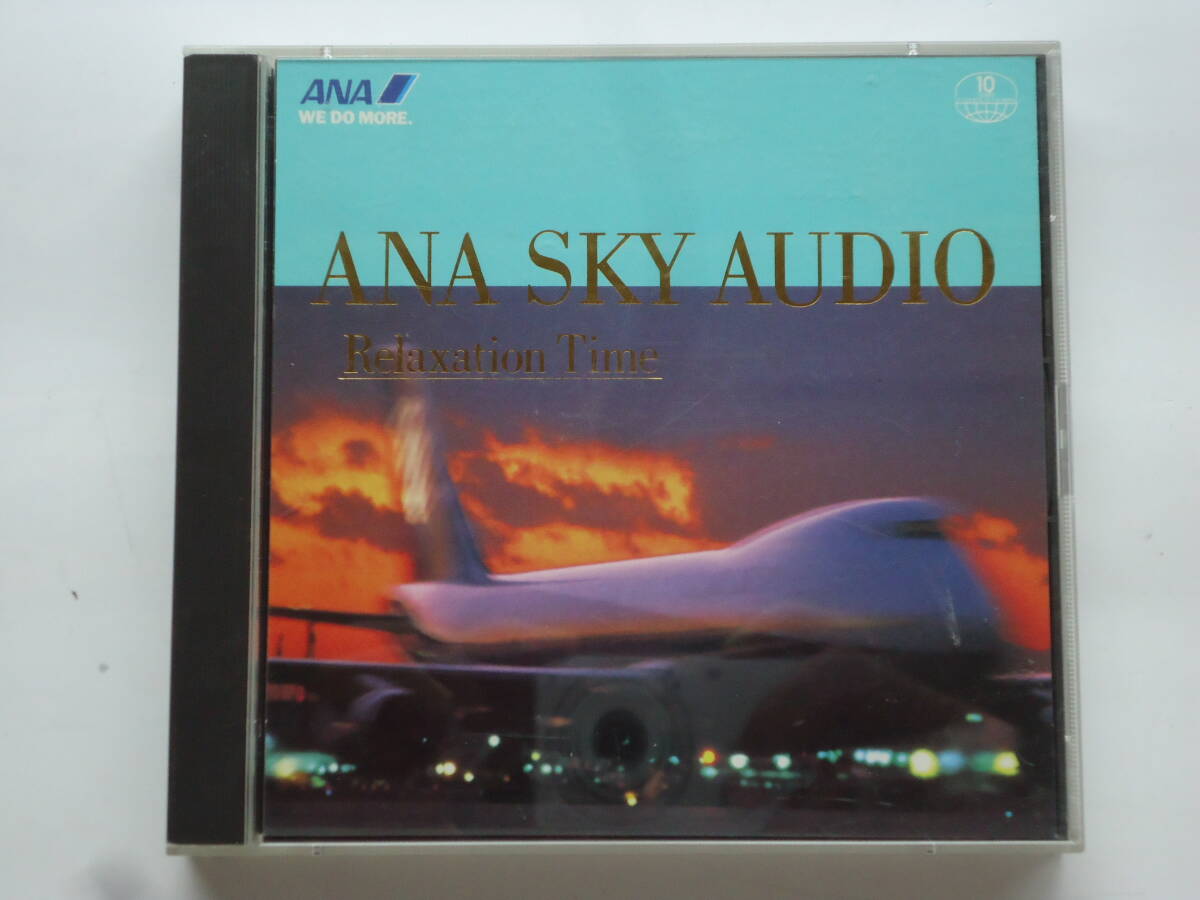 ANA
WE DO MORE.
10
ANA SKY AUDIO
Relaxation Time